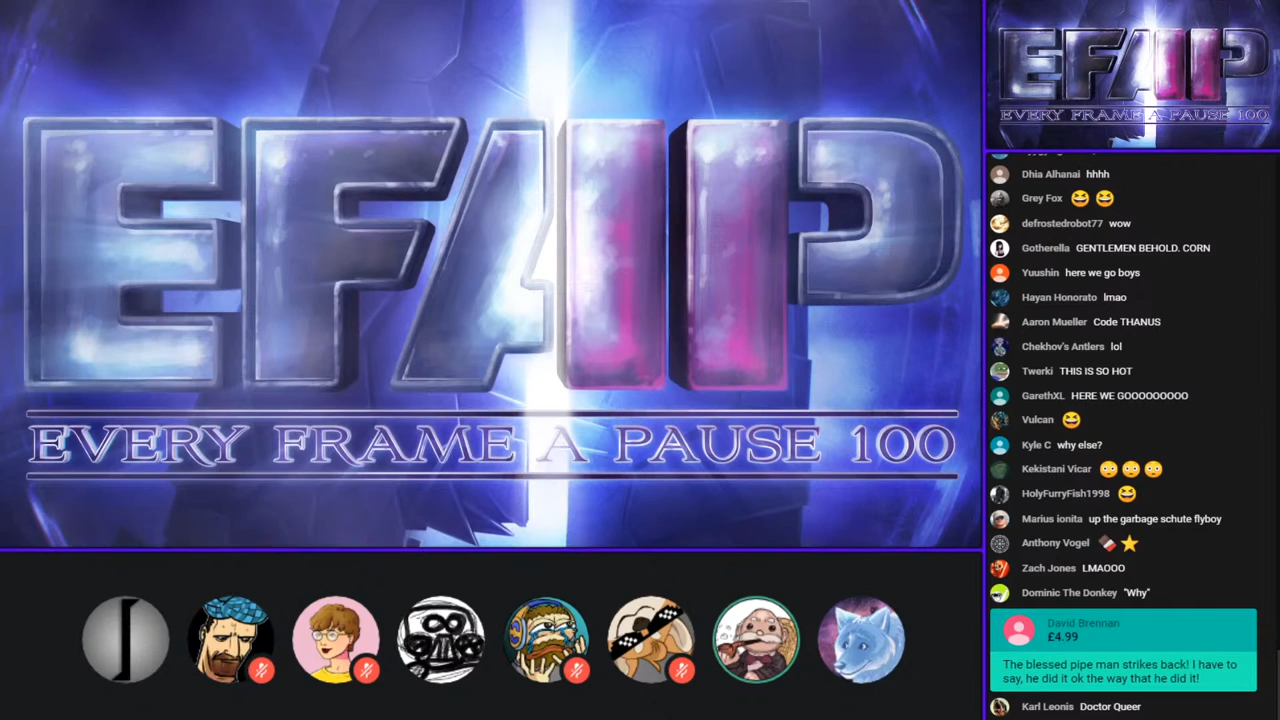 EFAIIP
EVERY FRAME A PAUSE 100
EFAIIP
EVERY FRAME A PAUSE 100
Dhia Alhanai hhhh
Grey Fox 😆 😆
defrostedrobot77 wow
Gotherella GENTLEMEN BEHOLD. CORN
Yuushin here we go boys
Hayan Honorato lmao
Aaron Mueller Code THANUS
Chekhov's Antlers lol
Twerki THIS IS SO HOT
GarethXL HERE WE GOOOOOOOOO
Vulcan 😆
Kyle C why else?
Kekistani Vicar 😳 😳 😳
HolyFurryFish1998 😆
Marius ionita up the garbage schute flyboy
Anthony Vogel 🍫 ⭐
Zach Jones LMAOOO
Dominic The Donkey "Why"
David Brennan
£4.99
The blessed pipe man strikes back! I have to
say, he did it ok the way that he did it!
Karl Leonis Doctor Queer